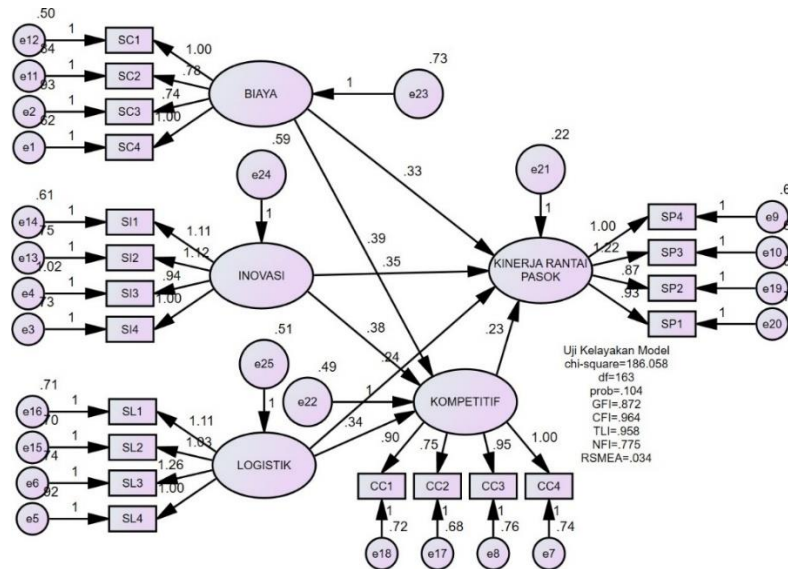 .50
e12
1
SC1
1.00
.84
e11
1
SC2
.78
.93
e2
1
SC3
.74
.62
e1
1
SC4
1.00
BIAYA
1
e23
.73
.59
e24
1
.22
e21
1
.33
.39
.61
e14
1
SI1
1.11
.75
e13
1
SI2
1.12
1.02
e4
1
SI3
.94
.73
e3
1
SI4
1.00
INOVASI
.35
.38
KINERJA RANTAI
PASOK
1.00
SP4
1
e9
1.22
SP3
1
e10
.87
SP2
1
e19
.93
SP1
1
e20
.51
e25
1
.49
e22
1
.24
.34
.23
.71
e16
1
SL1
1.11
.70
e15
1
SL2
1.03
.74
e6
1
SL3
1.26
.92
e5
1
SL4
1.00
LOGISTIK
KOMPETITIF
Uji Kelayakan Model
chi-square=186.058
df=163
prob=.104
GFI=.872
CFI=.964
TLI=.958
NFI=.775
RSMEA=.034
.90
.75
.95
1.00
CC1
CC2
CC3
CC4
1
1
1
1
.72
.68
.76
.74
e18
e17
e8
e7